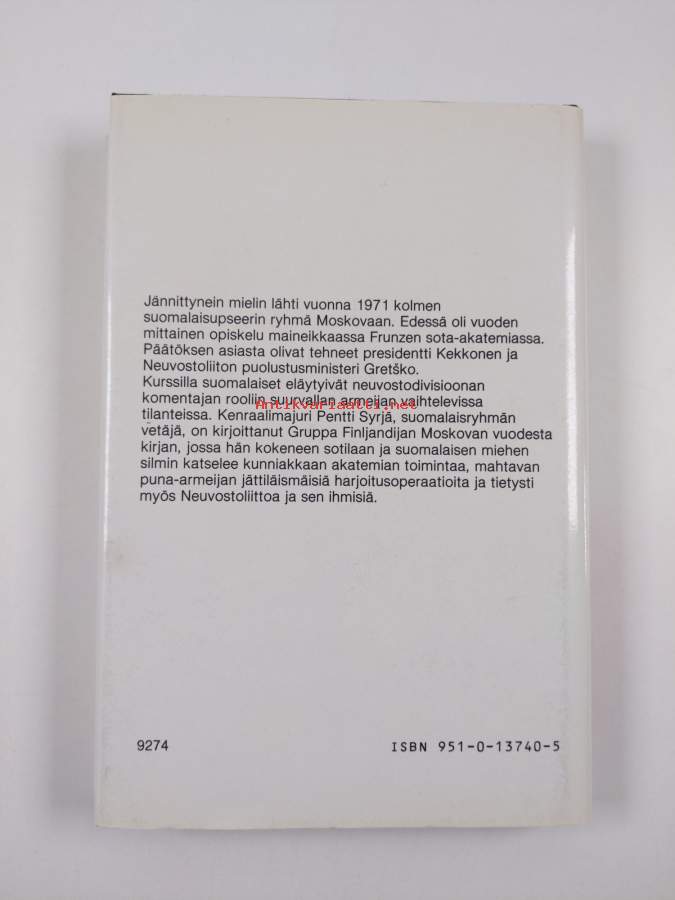 Jännittynein mielin lähti vuonna 1971 kolmen
suomalaisupseerin ryhmä Moskovaan. Edessä oli vuoden
mittainen opiskelu maineikkaassa Frunzen sota-akatemiassa.
Päätöksen asiasta olivat tehneet presidentti Kekkonen ja
Neuvostoliiton puolustusministeri Gretško.
Kurssilla suomalaiset eläytyivät neuvostodivisioonan
komentajan rooliin suurvallan armeijan vaihtelevissa
Antikvariaatti.net
tilanteissa. Kenraalimajuri Pentti Syrjä, suomalaisryhmän
vetäjä, on kirjoittanut Gruppa Finljandijan Moskovan vuodesta
kirjan, jossa hän kokeneen sotilaan ja suomalaisen miehen
silmin katselee kunniakkaan akatemian toimintaa, mahtavan
puna-armeijan jättiläismäisiä harjoitusoperaatioita ja tietysti
myös Neuvostoliittoa ja sen ihmisiä.
9274
ISBN 951-0-13740-5